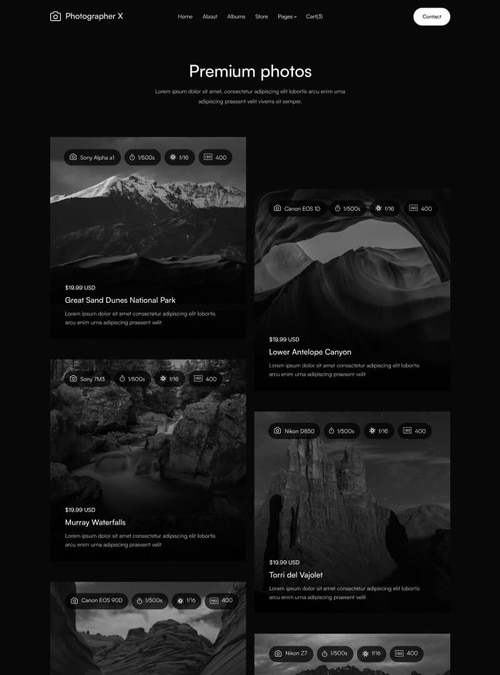 Photographer X
Home About Albums Store Pages Cart(3)
Contact
Premium photos
Lorem ipsum dolor sit amet, consectetur adipiscing elit lobortis arcu enim urna
adipiscing praesent velit viverra sit semper.
Sony Alpha a1 1/500s f/16 ISO 400
$19.99 USD
Great Sand Dunes National Park
Lorem ipsum dolor sit amet consectetur adipiscing elit lobortis
arcu enim urna adipiscing praesent velit
Canon EOS 1D 1/500s f/16 ISO 400
$19.99 USD
Lower Antelope Canyon
Lorem ipsum dolor sit amet consectetur adipiscing elit lobortis
arcu enim urna adipiscing praesent velit
Sony 7M3 1/500s f/16 ISO 400
$19.99 USD
Murray Waterfalls
Lorem ipsum dolor sit amet consectetur adipiscing elit lobortis
arcu enim urna adipiscing praesent velit
Nikon D850 1/500s f/16 ISO 400
$19.99 USD
Torri del Vajolet
Lorem ipsum dolor sit amet consectetur adipiscing elit lobortis
arcu enim urna adipiscing praesent velit
Canon EOS 90D 1/500s f/16 ISO 400
Nikon Z7 1/500s f/16 ISO 400